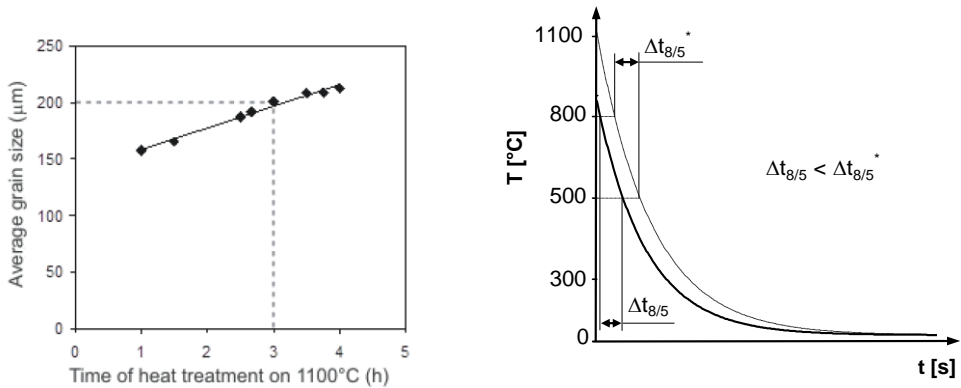 250
200
150
100
50
0
0 1 2 3 4 5
Average grain size (μm)
Time of heat treatment on 1100°C (h)
1100
800
500
300
0
T [°C]
Δt8/5*
Δt8/5 < Δt8/5*
Δt8/5
t [s]